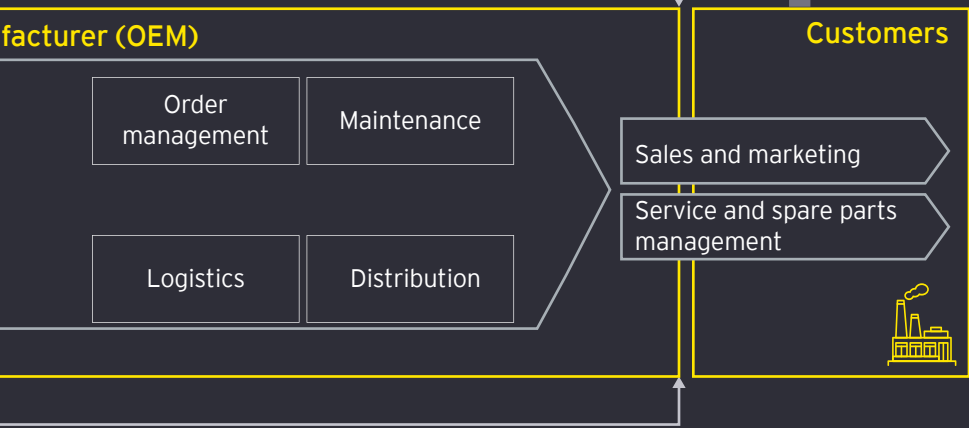 facturer (OEM)
Customers
Order
management
Maintenance
Sales and marketing
Service and spare parts
management
Logistics
Distribution